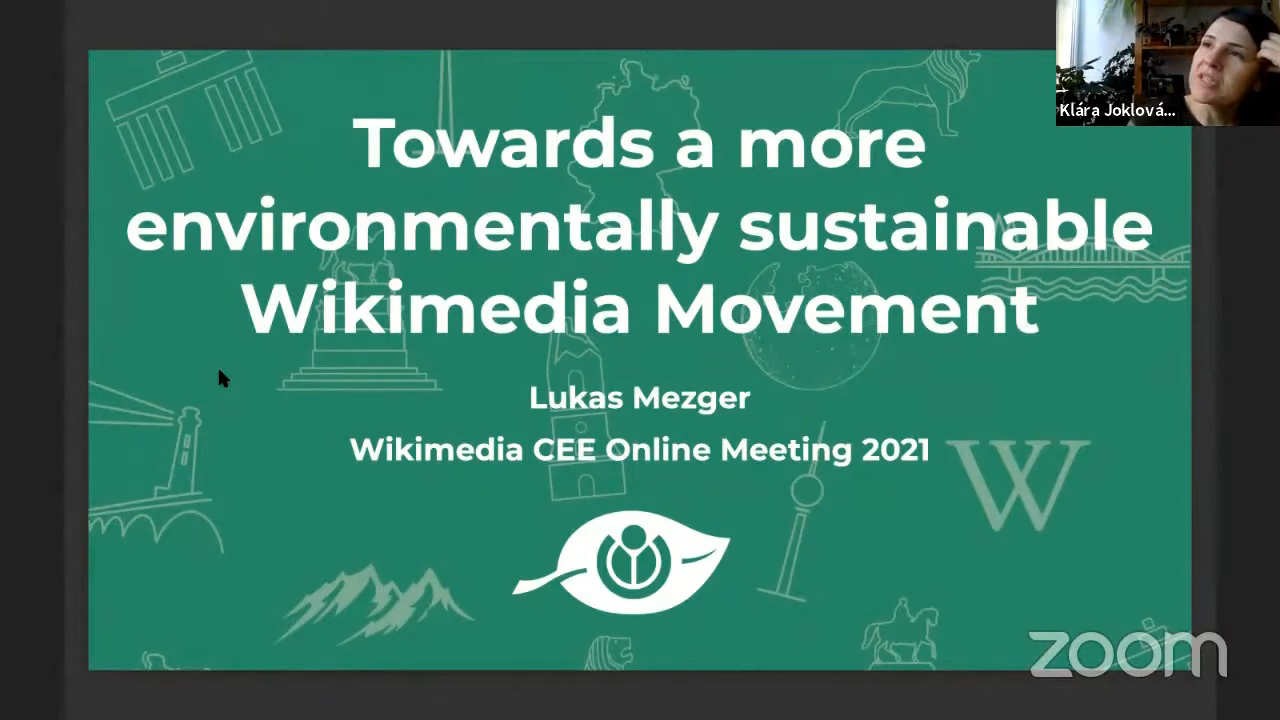 Klára Joklová...
Towards a more
environmentally sustainable
Wikimedia Movement
Lukas Mezger
Wikimedia CEE Online Meeting 2021
W
zoom